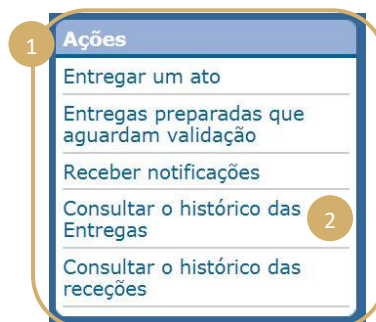 1
Ações
Entregar um ato
Entregas preparadas que
aguardam validação
Receber notificações
Consultar o histórico das
Entregas
2
Consultar o histórico das
receções